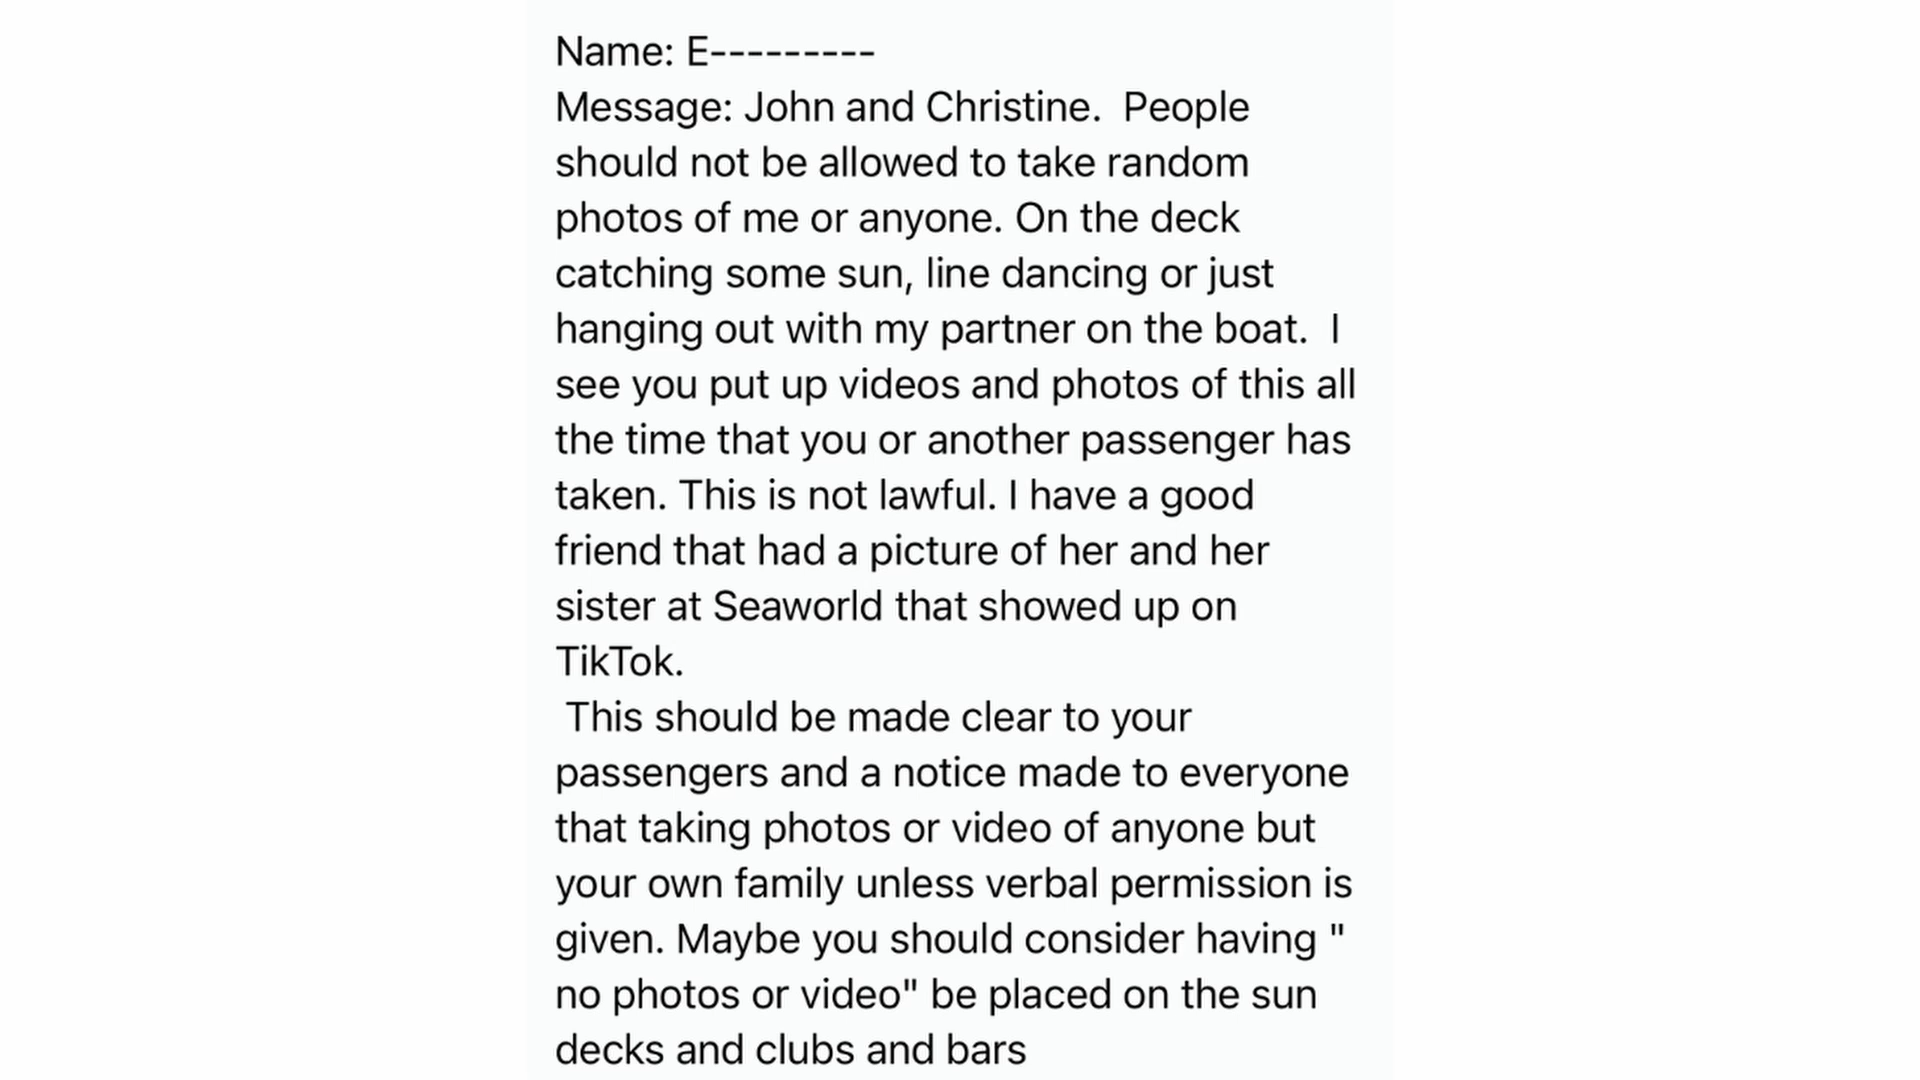 Name: E---------
Message: John and Christine.  People
should not be allowed to take random
photos of me or anyone. On the deck
catching some sun, line dancing or just
hanging out with my partner on the boat.  I
see you put up videos and photos of this all
the time that you or another passenger has
taken. This is not lawful. I have a good
friend that had a picture of her and her
sister at Seaworld that showed up on
TikTok.
 This should be made clear to your
passengers and a notice made to everyone
that taking photos or video of anyone but
your own family unless verbal permission is
given. Maybe you should consider having "
no photos or video" be placed on the sun
decks and clubs and bars